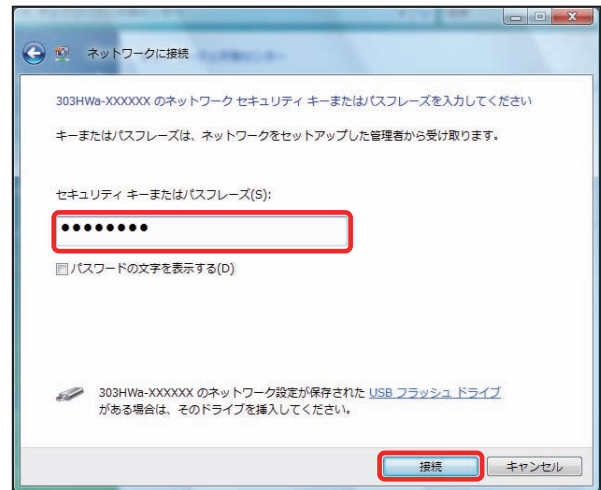 ネットワークに接続
303HWa-XXXXXX のネットワーク セキュリティ キーまたはパスフレーズを入力してください
キーまたはパスフレーズは、ネットワークをセットアップした管理者から受け取ります。
セキュリティ キーまたはパスフレーズ(S):
●●●●●●●●
パスワードの文字を表示する(D)
303HWa-XXXXXX のネットワーク設定が保存された USB フラッシュ ドライブ
がある場合は、そのドライブを挿入してください。
接続
キャンセル